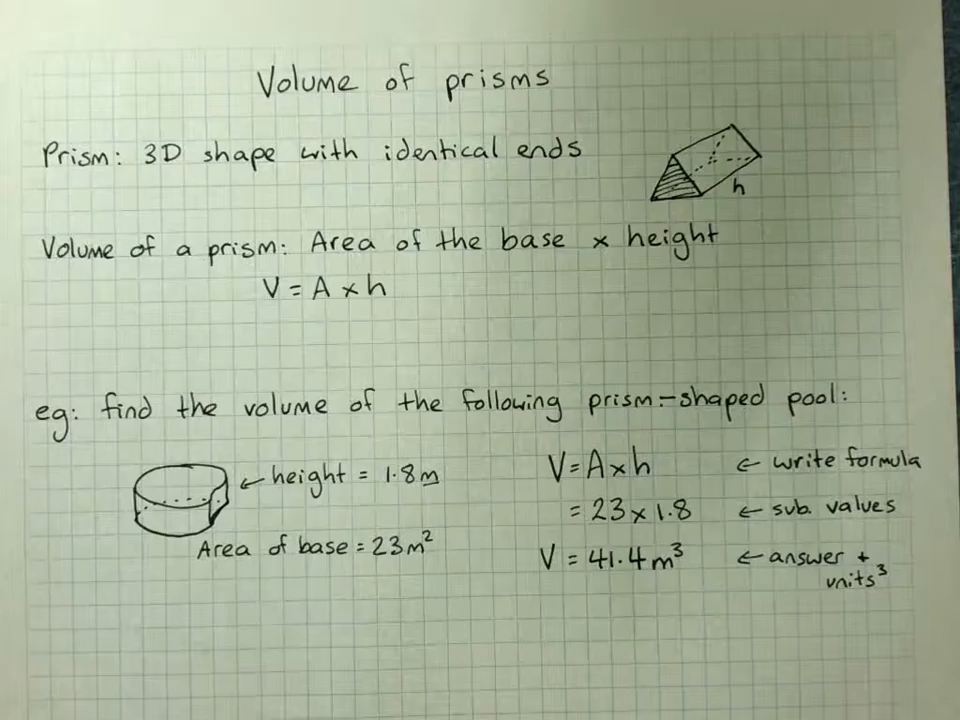 Volume of prisms
Prism: 3D shape with identical ends
h
Volume of a prism: Area of the base × height
V = A × h
eg: find the volume of the following prism-shaped pool:
← height = 1.8m
Area of base = 23m²
V = A × h ← write formula
= 23 × 1.8 ← sub. values
V = 41.4m³ ← answer +
units³